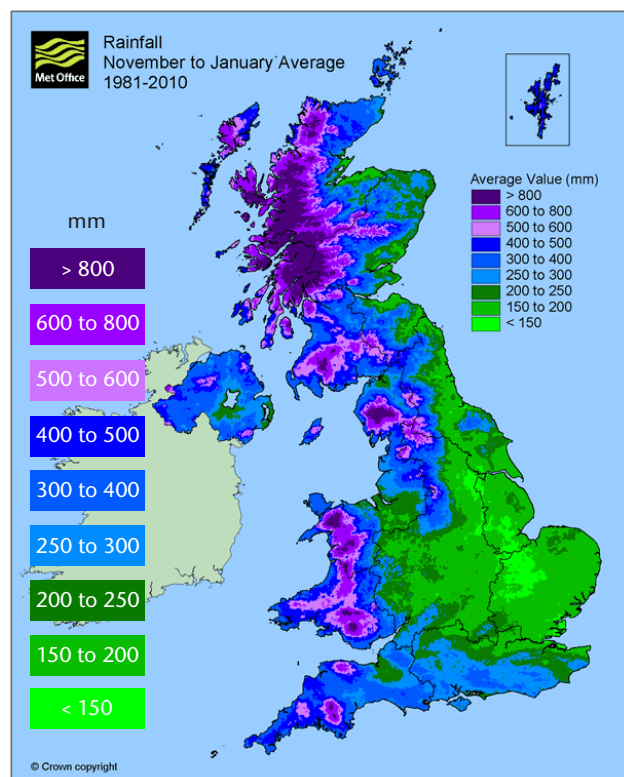 Met Office
Rainfall
November to January Average
1981-2010
Average Value (mm)
> 800
600 to 800
500 to 600
400 to 500
300 to 400
250 to 300
200 to 250
150 to 200
< 150
mm
> 800
600 to 800
500 to 600
400 to 500
300 to 400
250 to 300
200 to 250
150 to 200
< 150
© Crown copyright